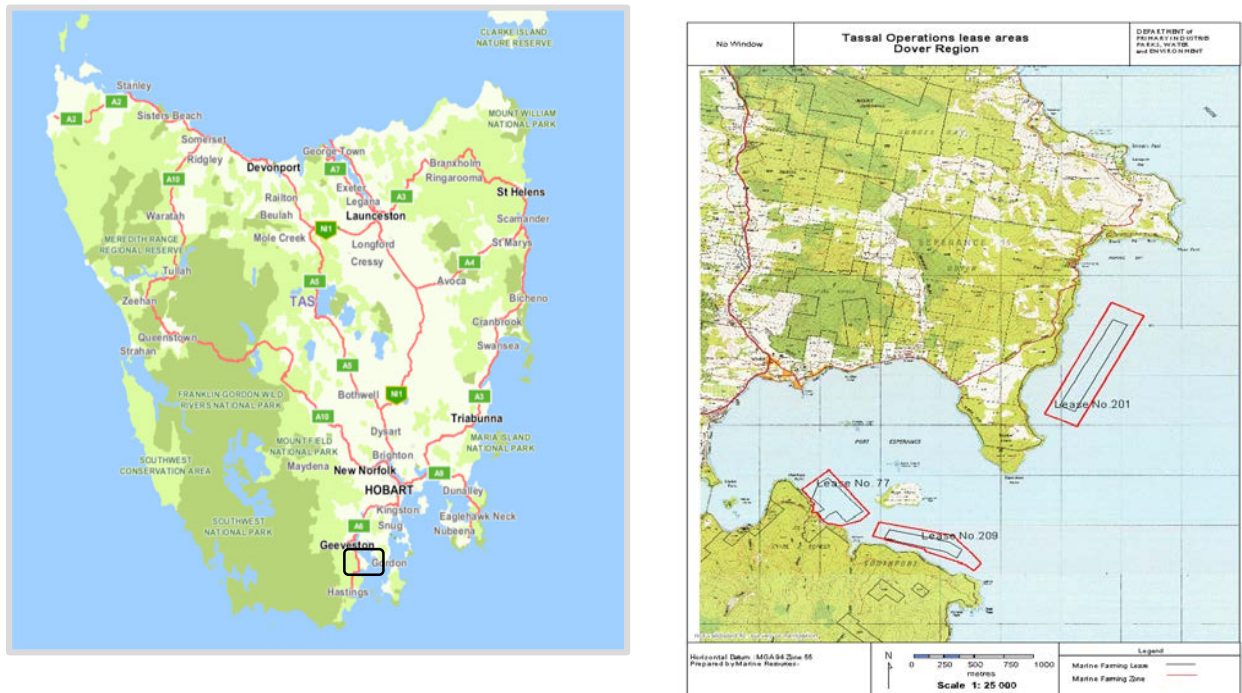 CLARKE ISLAND
NATURE RESERVE
Stanley
A2
A2
Sisters Beach
MOUNT WILLIAM
NATIONAL PARK
Somerset
Ridgley
George Town
Devonport
A7
Branxholm
Ringarooma
A10
Exeter
Legana
A3
St Helens
Railton
Beulah
Launceston
Waratah
NI1
Scamander
Mole Creek
Longford
St Marys
MEREDITH RANGE
REGIONAL RESERVE
Cressy
A4
Tullah
A5
Avoca
TAS
Zeehan
Bicheno
Cranbrook
Queenstown
Strahan
Swansea
A5
FRANKLIN-GORDON WILD
RIVERS NATIONAL PARK
Bothwell
NI1
A3
A10
Triabunna
Dysart
MOUNT FIELD
NATIONAL PARK
MARIA ISLAND
NATIONAL PARK
Brighton
Maydena
SOUTHWEST
CONSERVATION AREA
New Norfolk
A9
HOBART
Dunalley
Kingston
Eaglehawk Neck
SOUTHWEST
NATIONAL PARK
A6
Snug
Nubeena
Geeveston
Gordon
Hastings
No Window
Tassal Operations lease areas
Dover Region
DEPARTMENT of
PRIMARY INDUSTRIES
PARKS, WATER
and ENVIRONMENT
Lease No.201
PORT ESPERANCE
Lease No. 77
Lease No.209
STATE FOREST
SOUTHPORT
Horizontal Datum : MGA 94 Zone 55
Prepared by Marine Resources-
N
0 250 500 750 1000
metres
Scale 1: 25 000
Legend
Marine Farming Lease
Marine Farming Zone